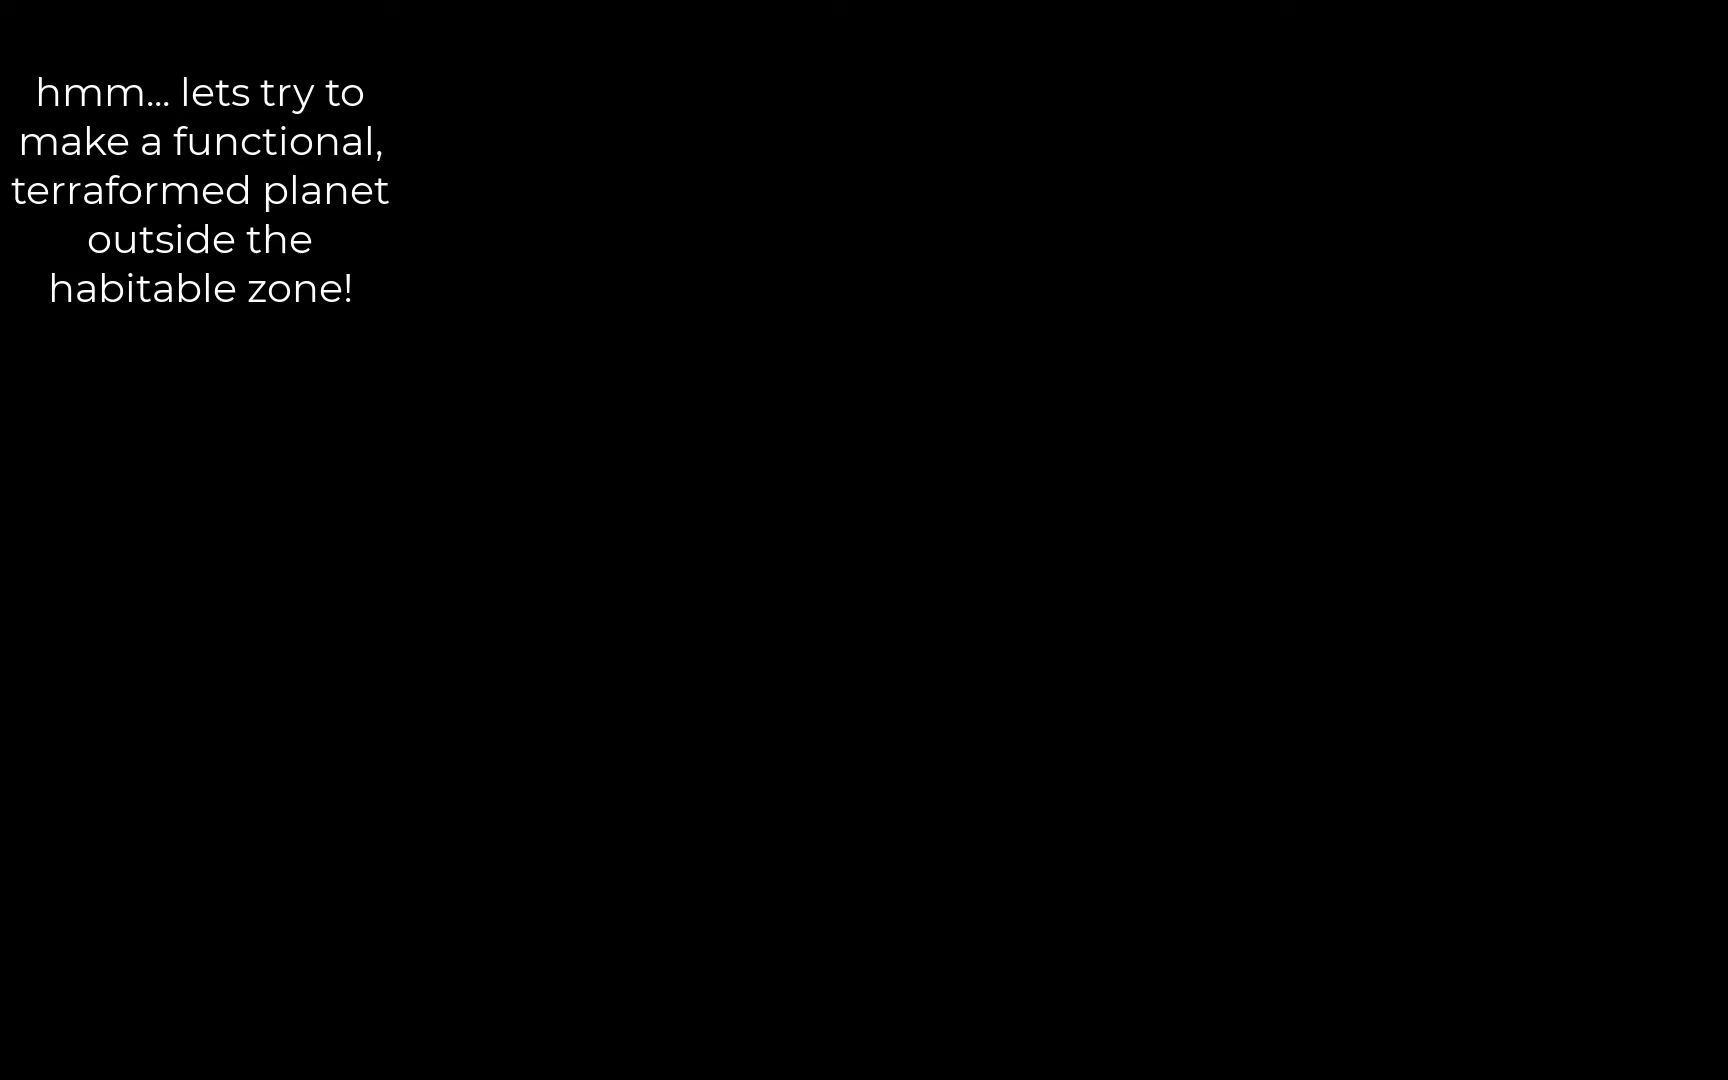 hmm... lets try to
make a functional,
terraformed planet
outside the
habitable zone!